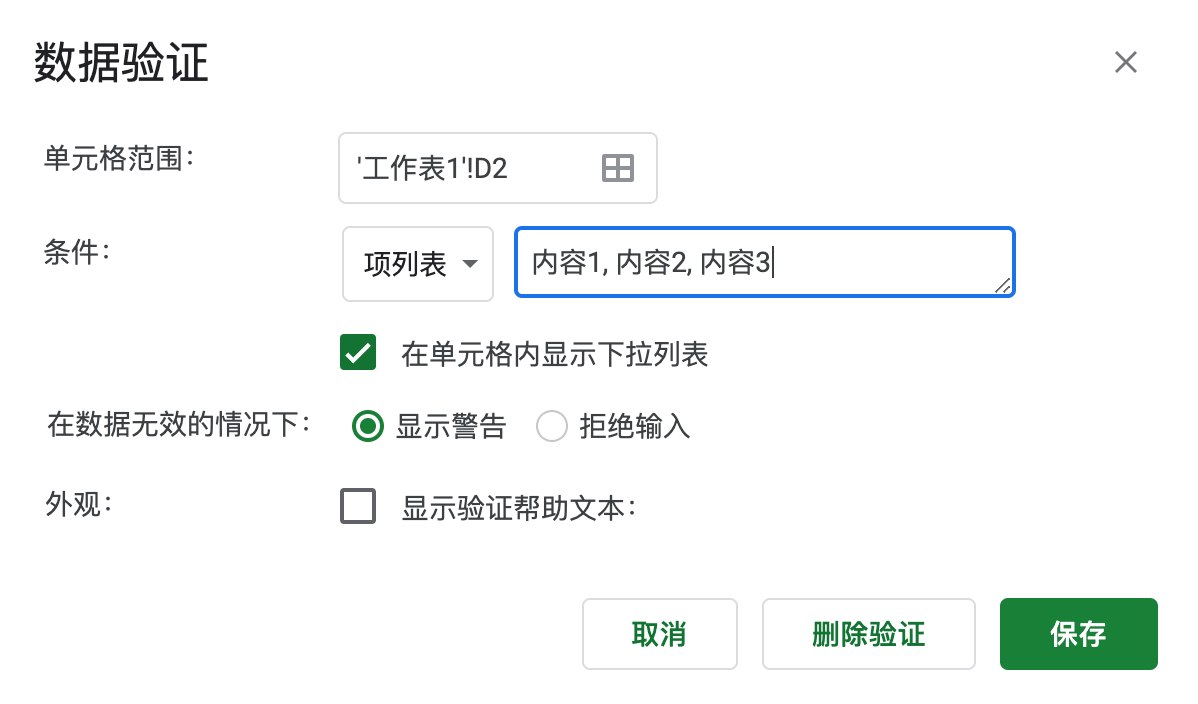 数据验证
单元格范围：
'工作表1'!D2
条件：
项列表
内容1, 内容2, 内容3
在单元格内显示下拉列表
在数据无效的情况下：
显示警告
拒绝输入
外观：
显示验证帮助文本：
取消
删除验证
保存